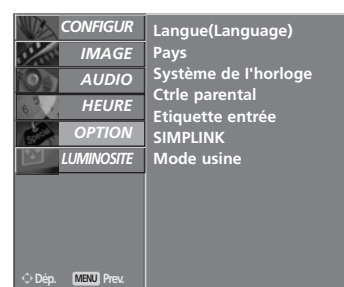 CONFIGUR
IMAGE
AUDIO
HEURE
OPTION
LUMINOSITE
Langue(Language)
Pays
Système de l'horloge
Ctrle parental
Etiquette entrée
SIMPLINK
Mode usine
Dép. MENU Prev.